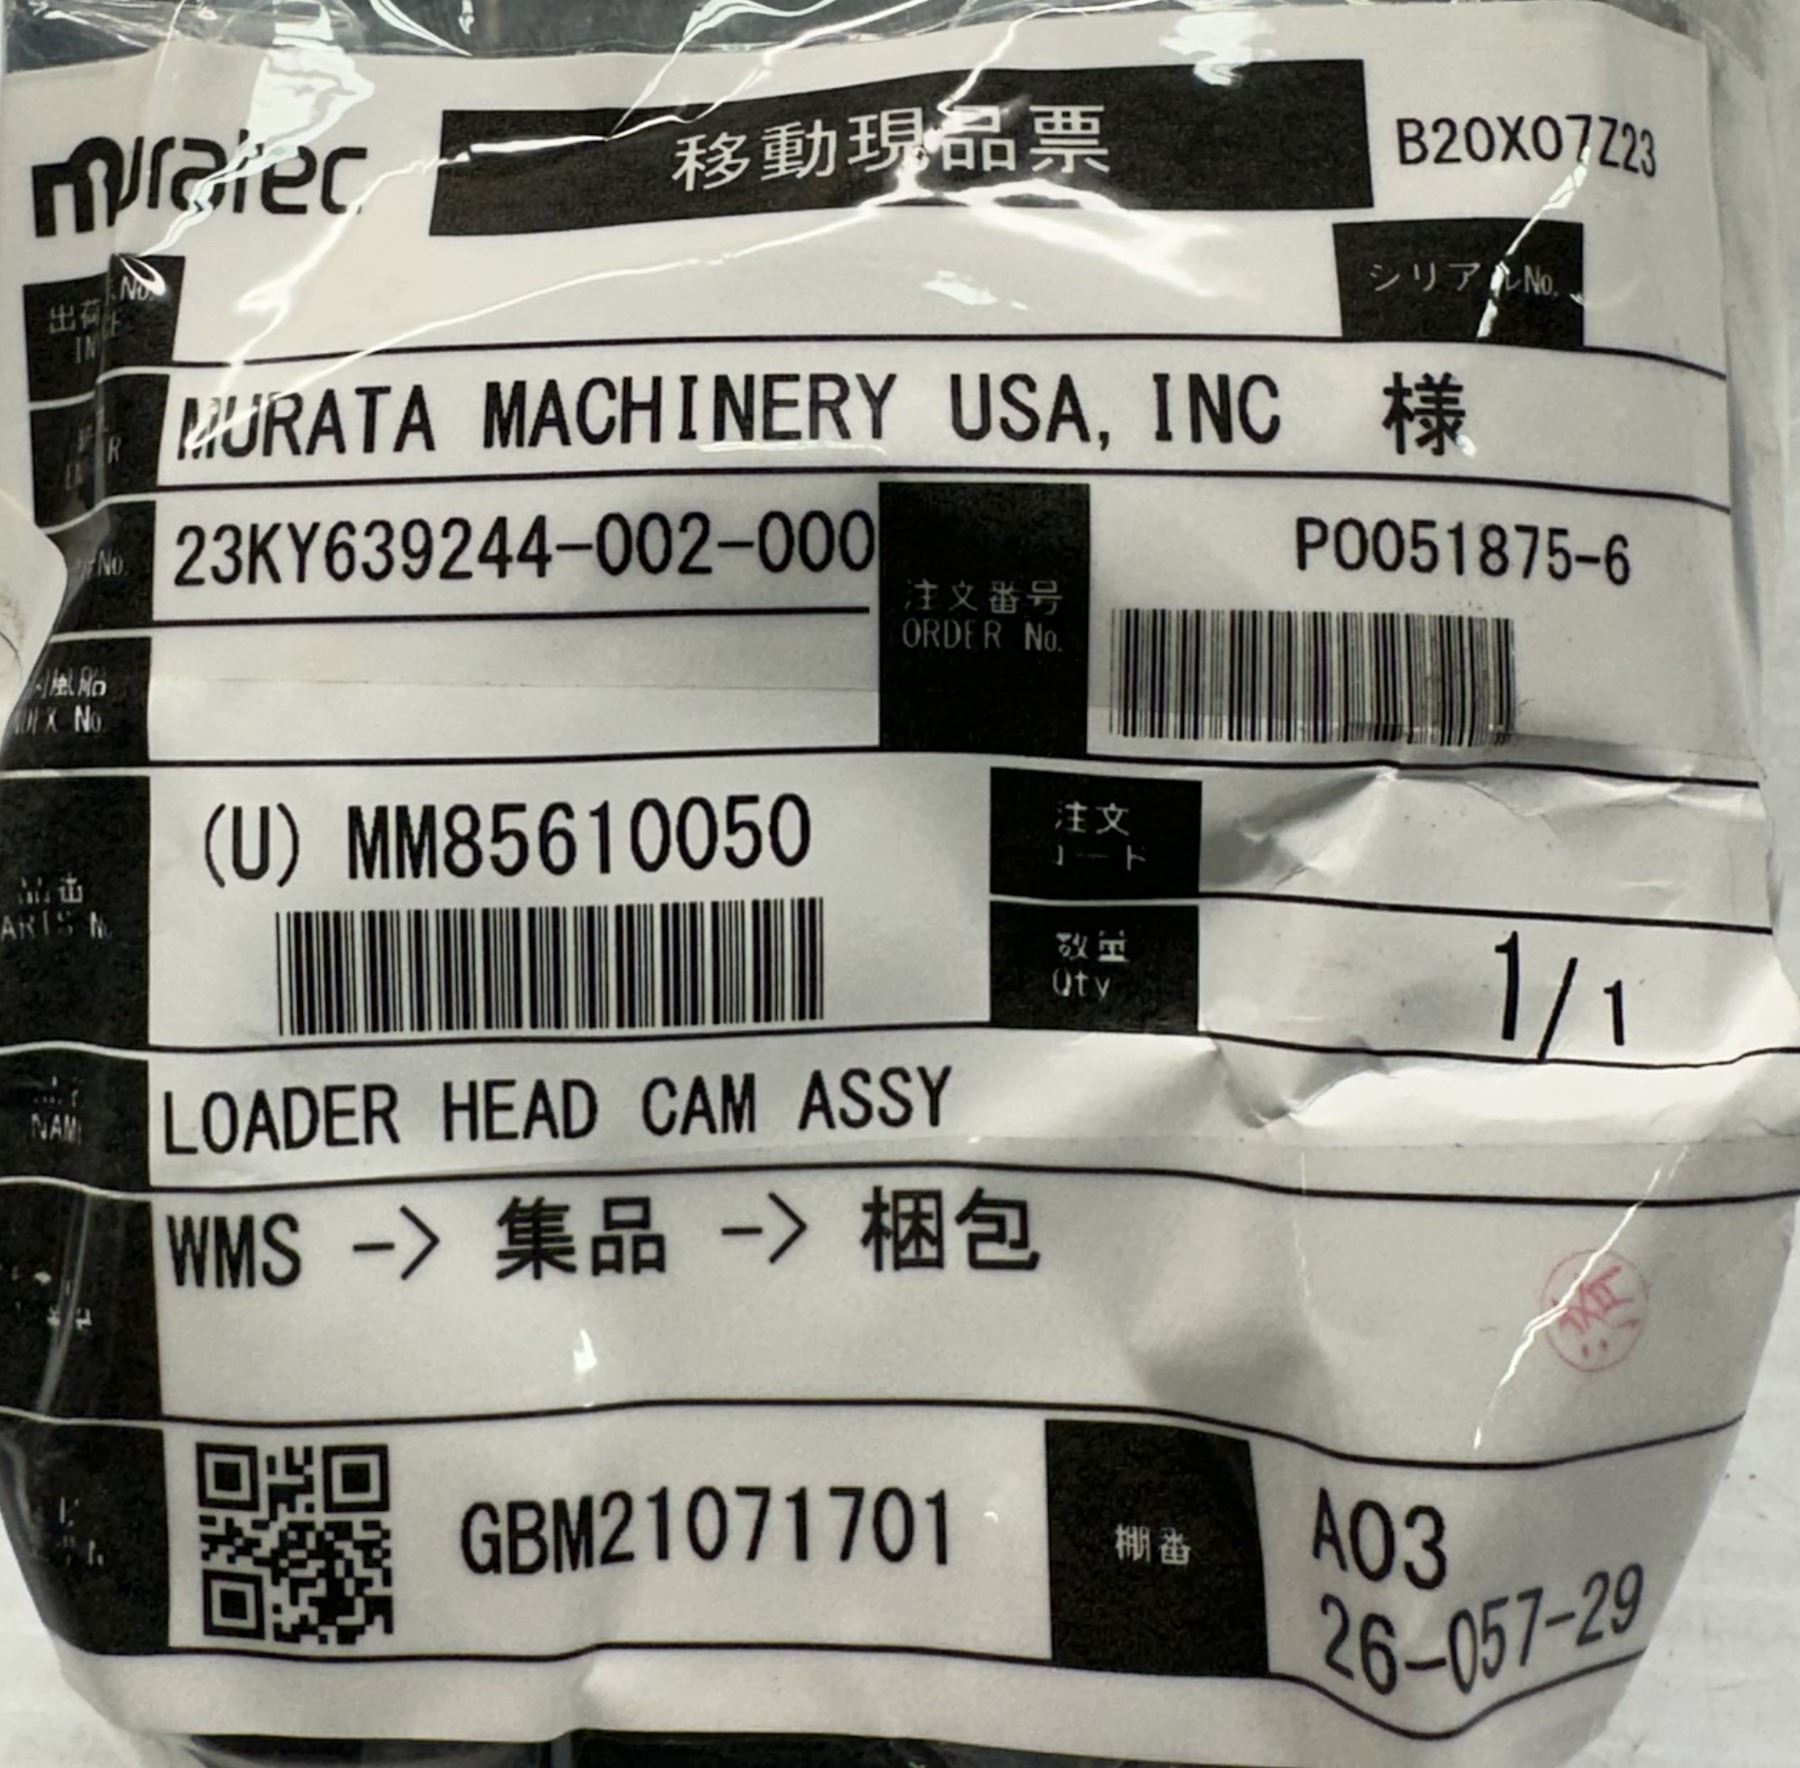 muratec
移動現品票
B20X07Z23
シリアルNo.
MURATA MACHINERY USA, INC 様
23KY639244-002-000
注文番号
ORDER No.
PO051875-6
(U) MM85610050
注文
数量
Qty
1/1
LOADER HEAD CAM ASSY
WMS -> 集品 -> 梱包
GBM21071701
棚番
A03
26-057-29